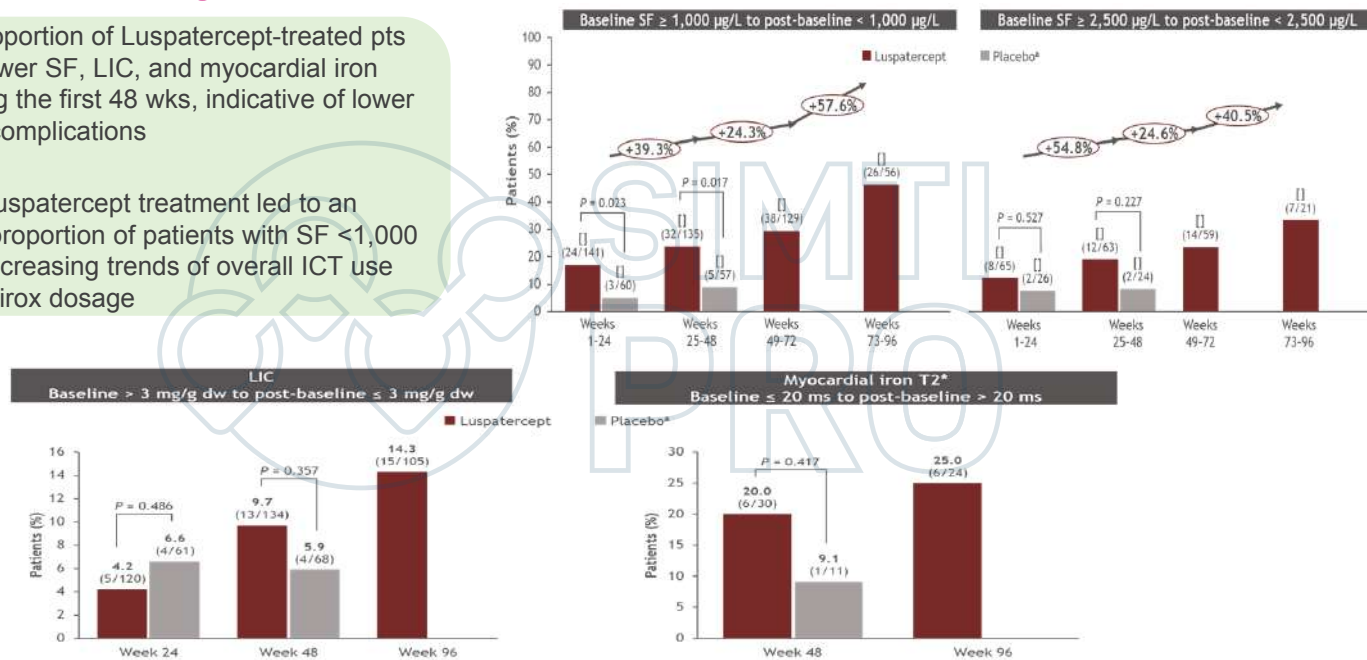 oportion of Luspatercept-treated pts
wer SF, LIC, and myocardial iron
g the first 48 wks, indicative of lower
complications
uspatercept treatment led to an
proportion of patients with SF <1,000
creasing trends of overall ICT use
irox dosage
Baseline SF ≥ 1,000 µg/L to post-baseline < 1,000 µg/L
Baseline SF ≥ 2,500 µg/L to post-baseline < 2,500 µg/L
Luspatercept
Placeboª
Patients (%)
100
90
80
70
60
50
40
30
20
10
0
+39.3%
+24.3%
+57.6%
P = 0.023
P = 0.017
[]
(24/141)
[]
(3/60)
[]
(32/135)
[]
(5/57)
[]
(38/129)
[]
(26/56)
Weeks
1-24
Weeks
25-48
Weeks
49-72
Weeks
73-96
+54.8%
+24.6%
+40.5%
P = 0.527
P = 0.227
[]
(8/65)
[]
(2/26)
[]
(12/63)
[]
(2/24)
[]
(14/59)
[]
(7/21)
Weeks
1-24
Weeks
25-48
Weeks
49-72
Weeks
73-96
SIMTI
PRO
LIC
Baseline > 3 mg/g dw to post-baseline ≤ 3 mg/g dw
Myocardial iron T2*
Baseline ≤ 20 ms to post-baseline > 20 ms
Luspatercept
Placeboª
Patients (%)
16
14
12
10
8
6
4
2
0
P = 0.486
4.2
(5/120)
6.6
(4/61)
P = 0.357
9.7
(13/134)
5.9
(4/68)
14.3
(15/105)
Week 24
Week 48
Week 96
Patients (%)
30
25
20
15
10
5
0
P = 0.417
20.0
(6/30)
9.1
(1/11)
25.0
(6/24)
Week 48
Week 96